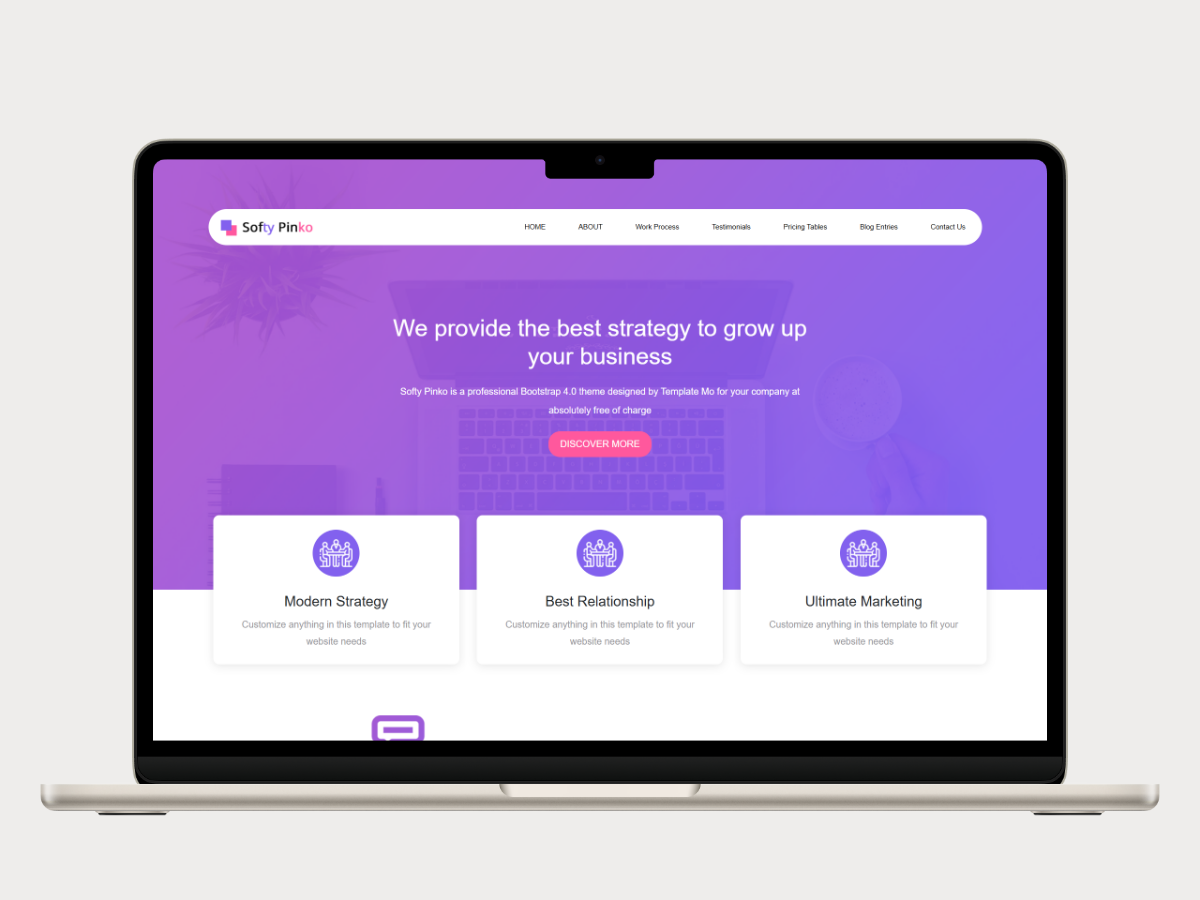 Softy Pinko
HOME ABOUT Work Process Testimonials Pricing Tables Blog Entries Contact Us
We provide the best strategy to grow up
your business
Softy Pinko is a professional Bootstrap 4.0 theme designed by Template Mo for your company at
absolutely free of charge
DISCOVER MORE
Modern Strategy
Customize anything in this template to fit your
website needs
Best Relationship
Customize anything in this template to fit your
website needs
Ultimate Marketing
Customize anything in this template to fit your
website needs